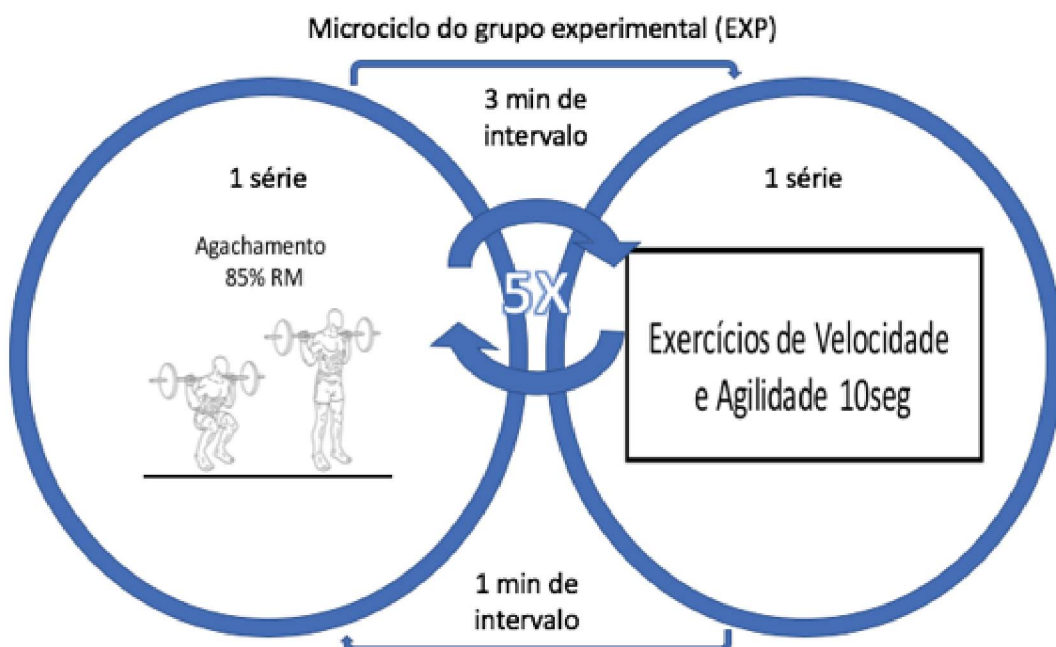 Microciclo do grupo experimental (EXP)
3 min de
intervalo
1 série
1 série
Agachamento
85% RM
5X
Exercícios de Velocidade
e Agilidade 10seg
1 min de
intervalo